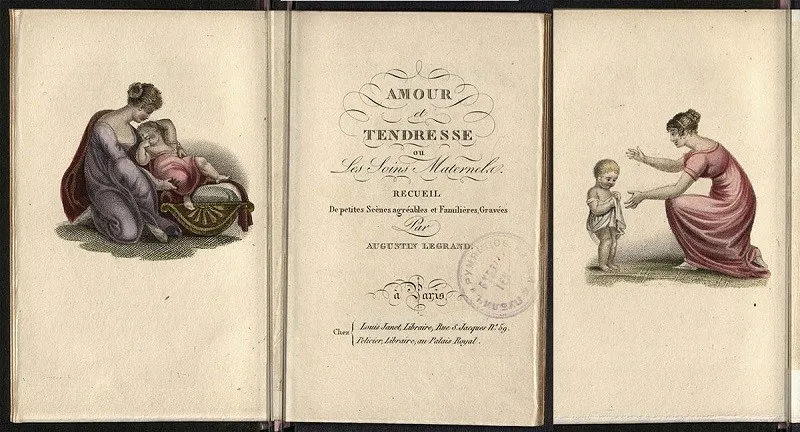 AMOUR
et
TENDRESSE
ou
Les Soins Maternels.
RECUEIL
De petites Scènes agréables et Familières, Gravées
Par
AUGUSTIN LEGRAND.
à Paris
Chez
Louis Janet, Libraire, Rue S. Jacques N.º 59.
Pelicier, Libraire, au Palais Royal.